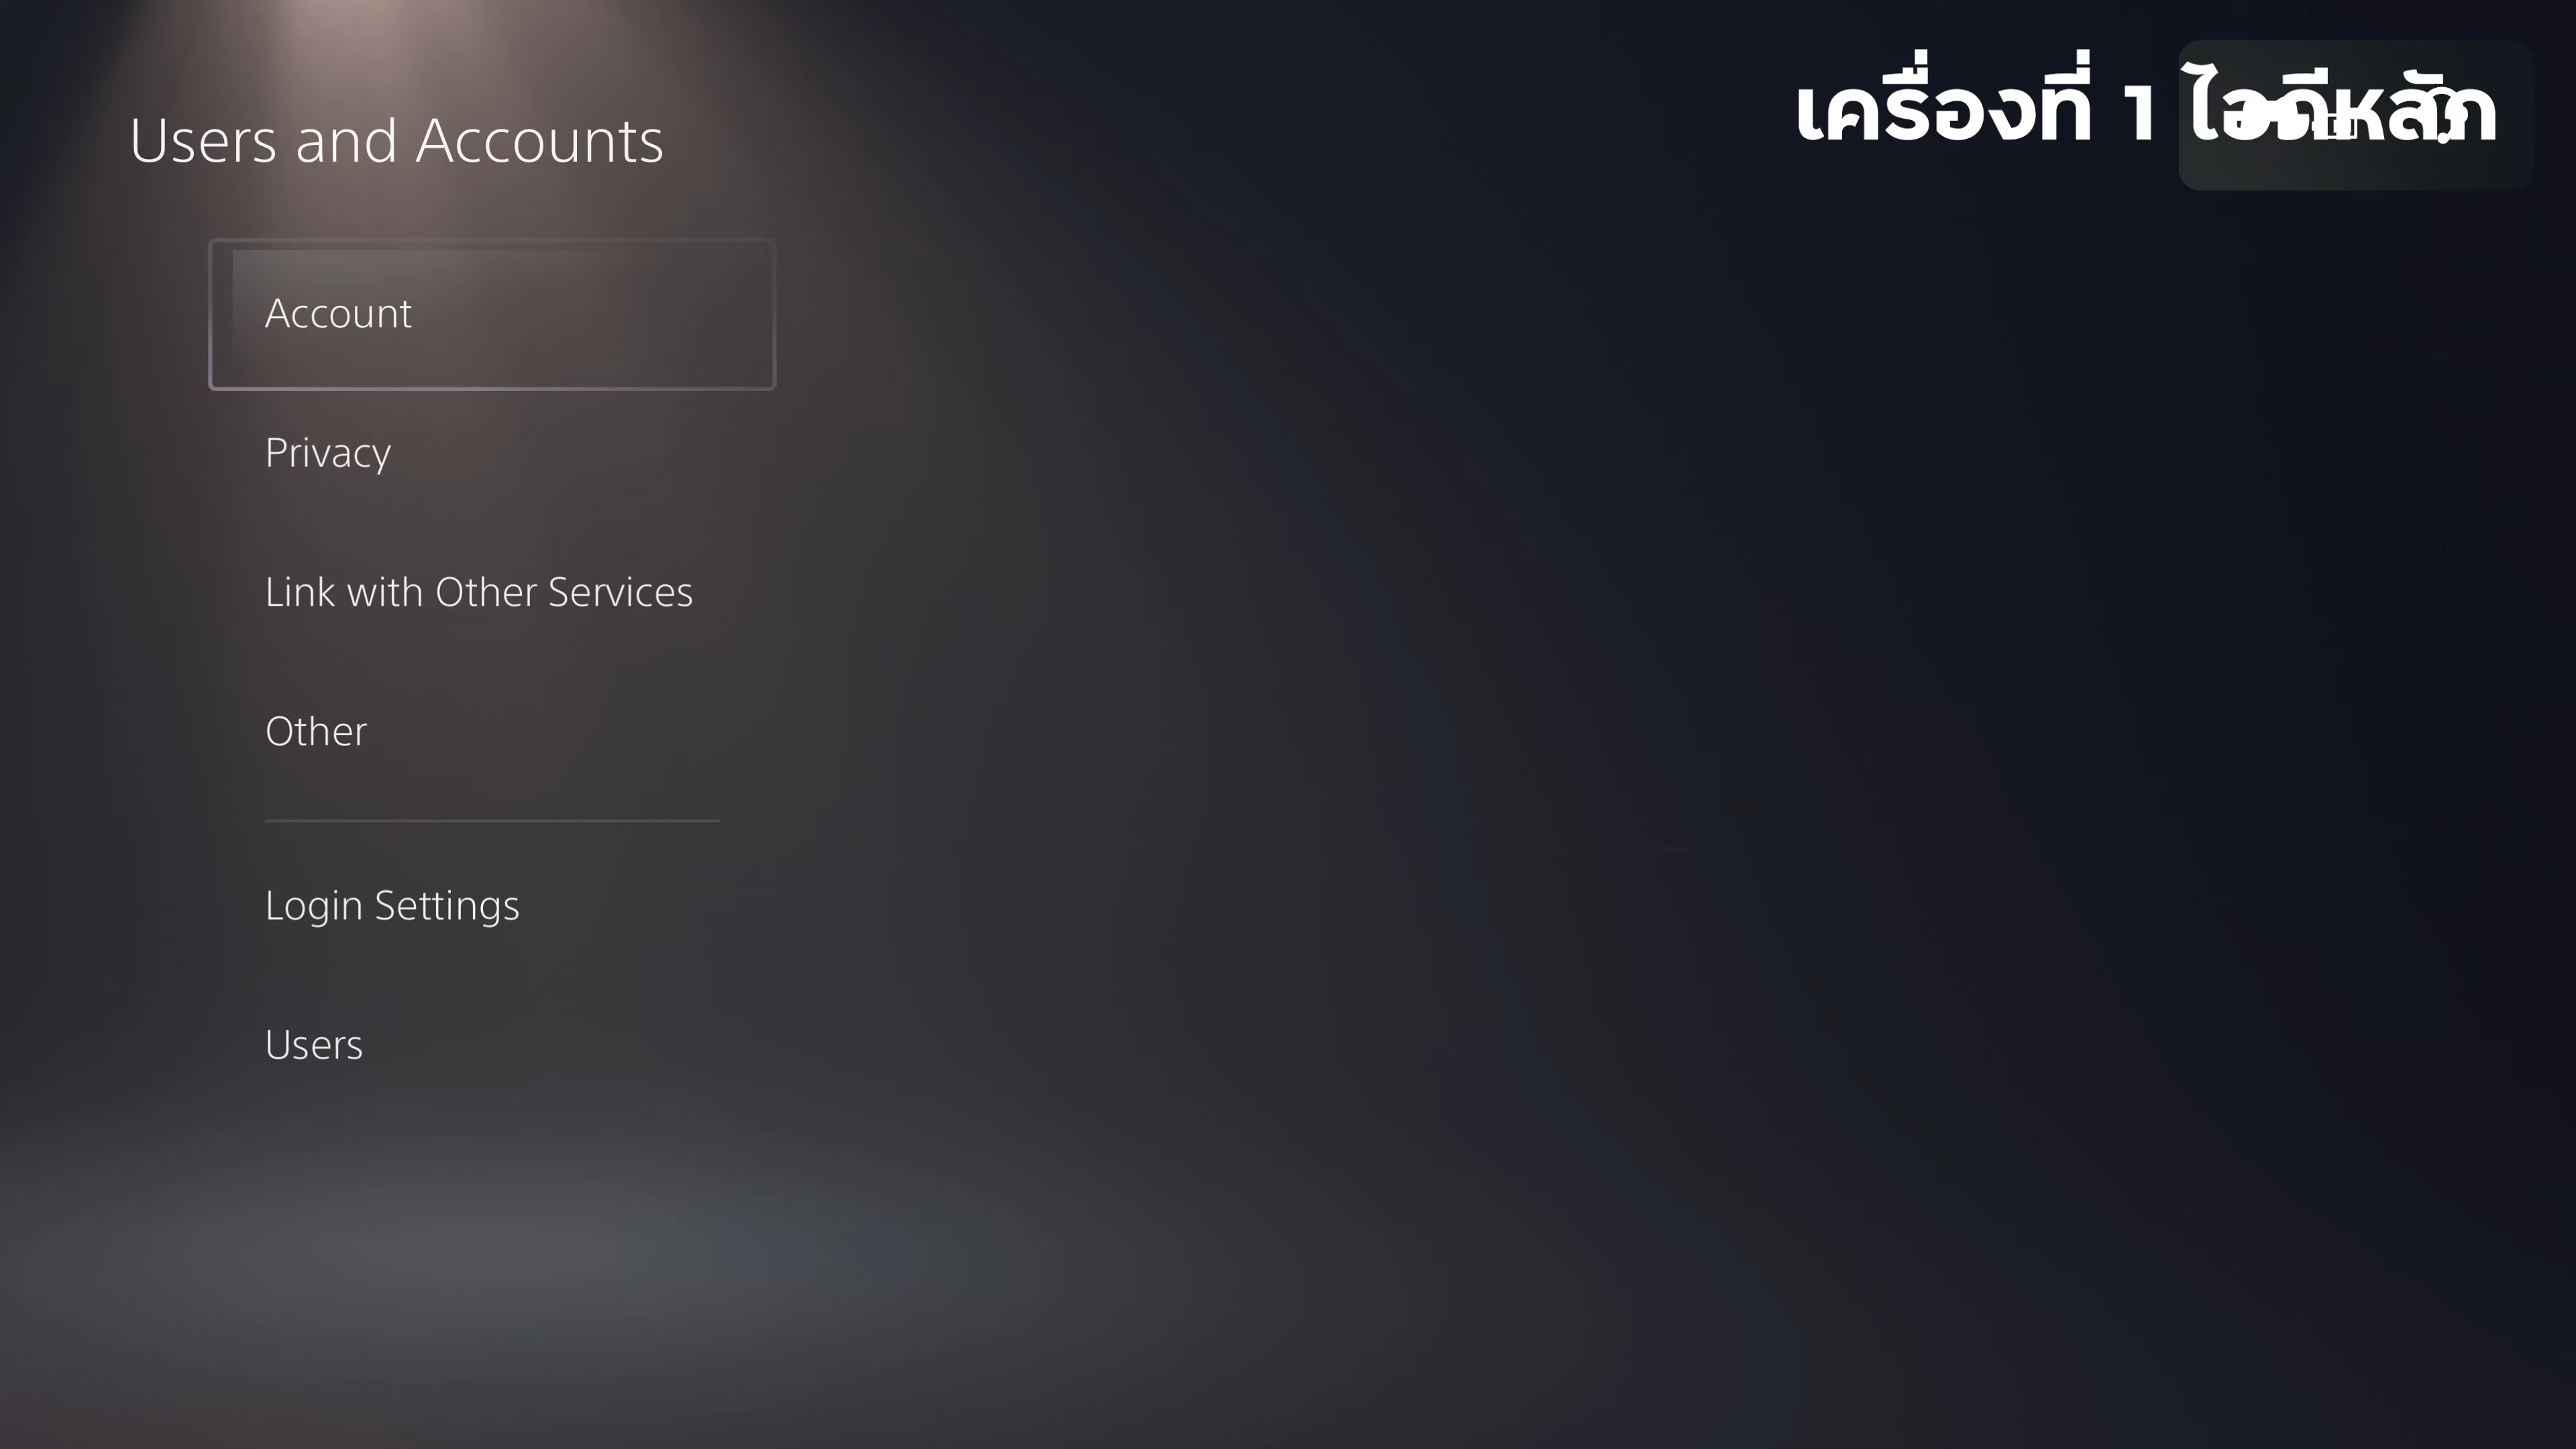 เครื่องที่ 1 ไอดีหลัก
Users and Accounts
Account
Privacy
Link with Other Services
Other
Login Settings
Users